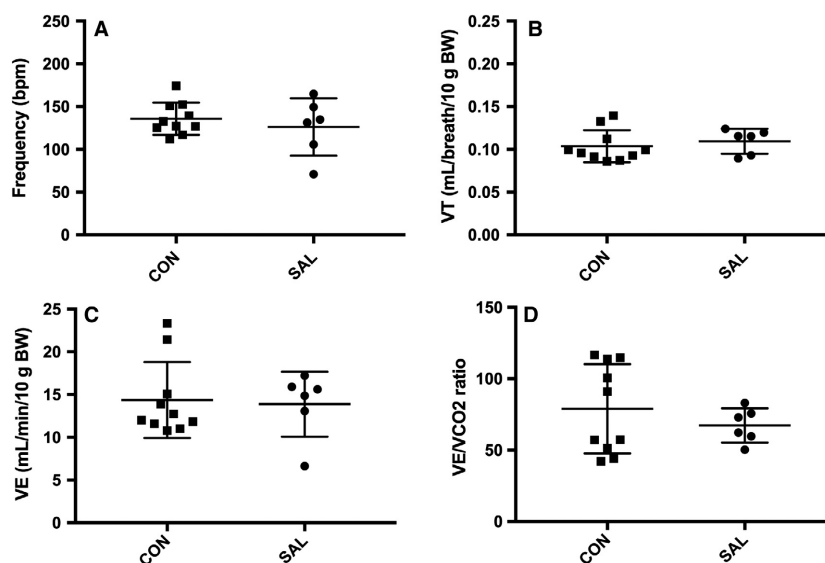 A
Frequency (bpm)
250
200
150
100
50
0
CON
SAL
B
VT (mL/breath/10 g BW)
0.25
0.20
0.15
0.10
0.05
0.00
CON
SAL
C
VE (mL/min/10 g BW)
25
20
15
10
5
0
CON
SAL
D
VE/VCO2 ratio
150
100
50
0
CON
SAL